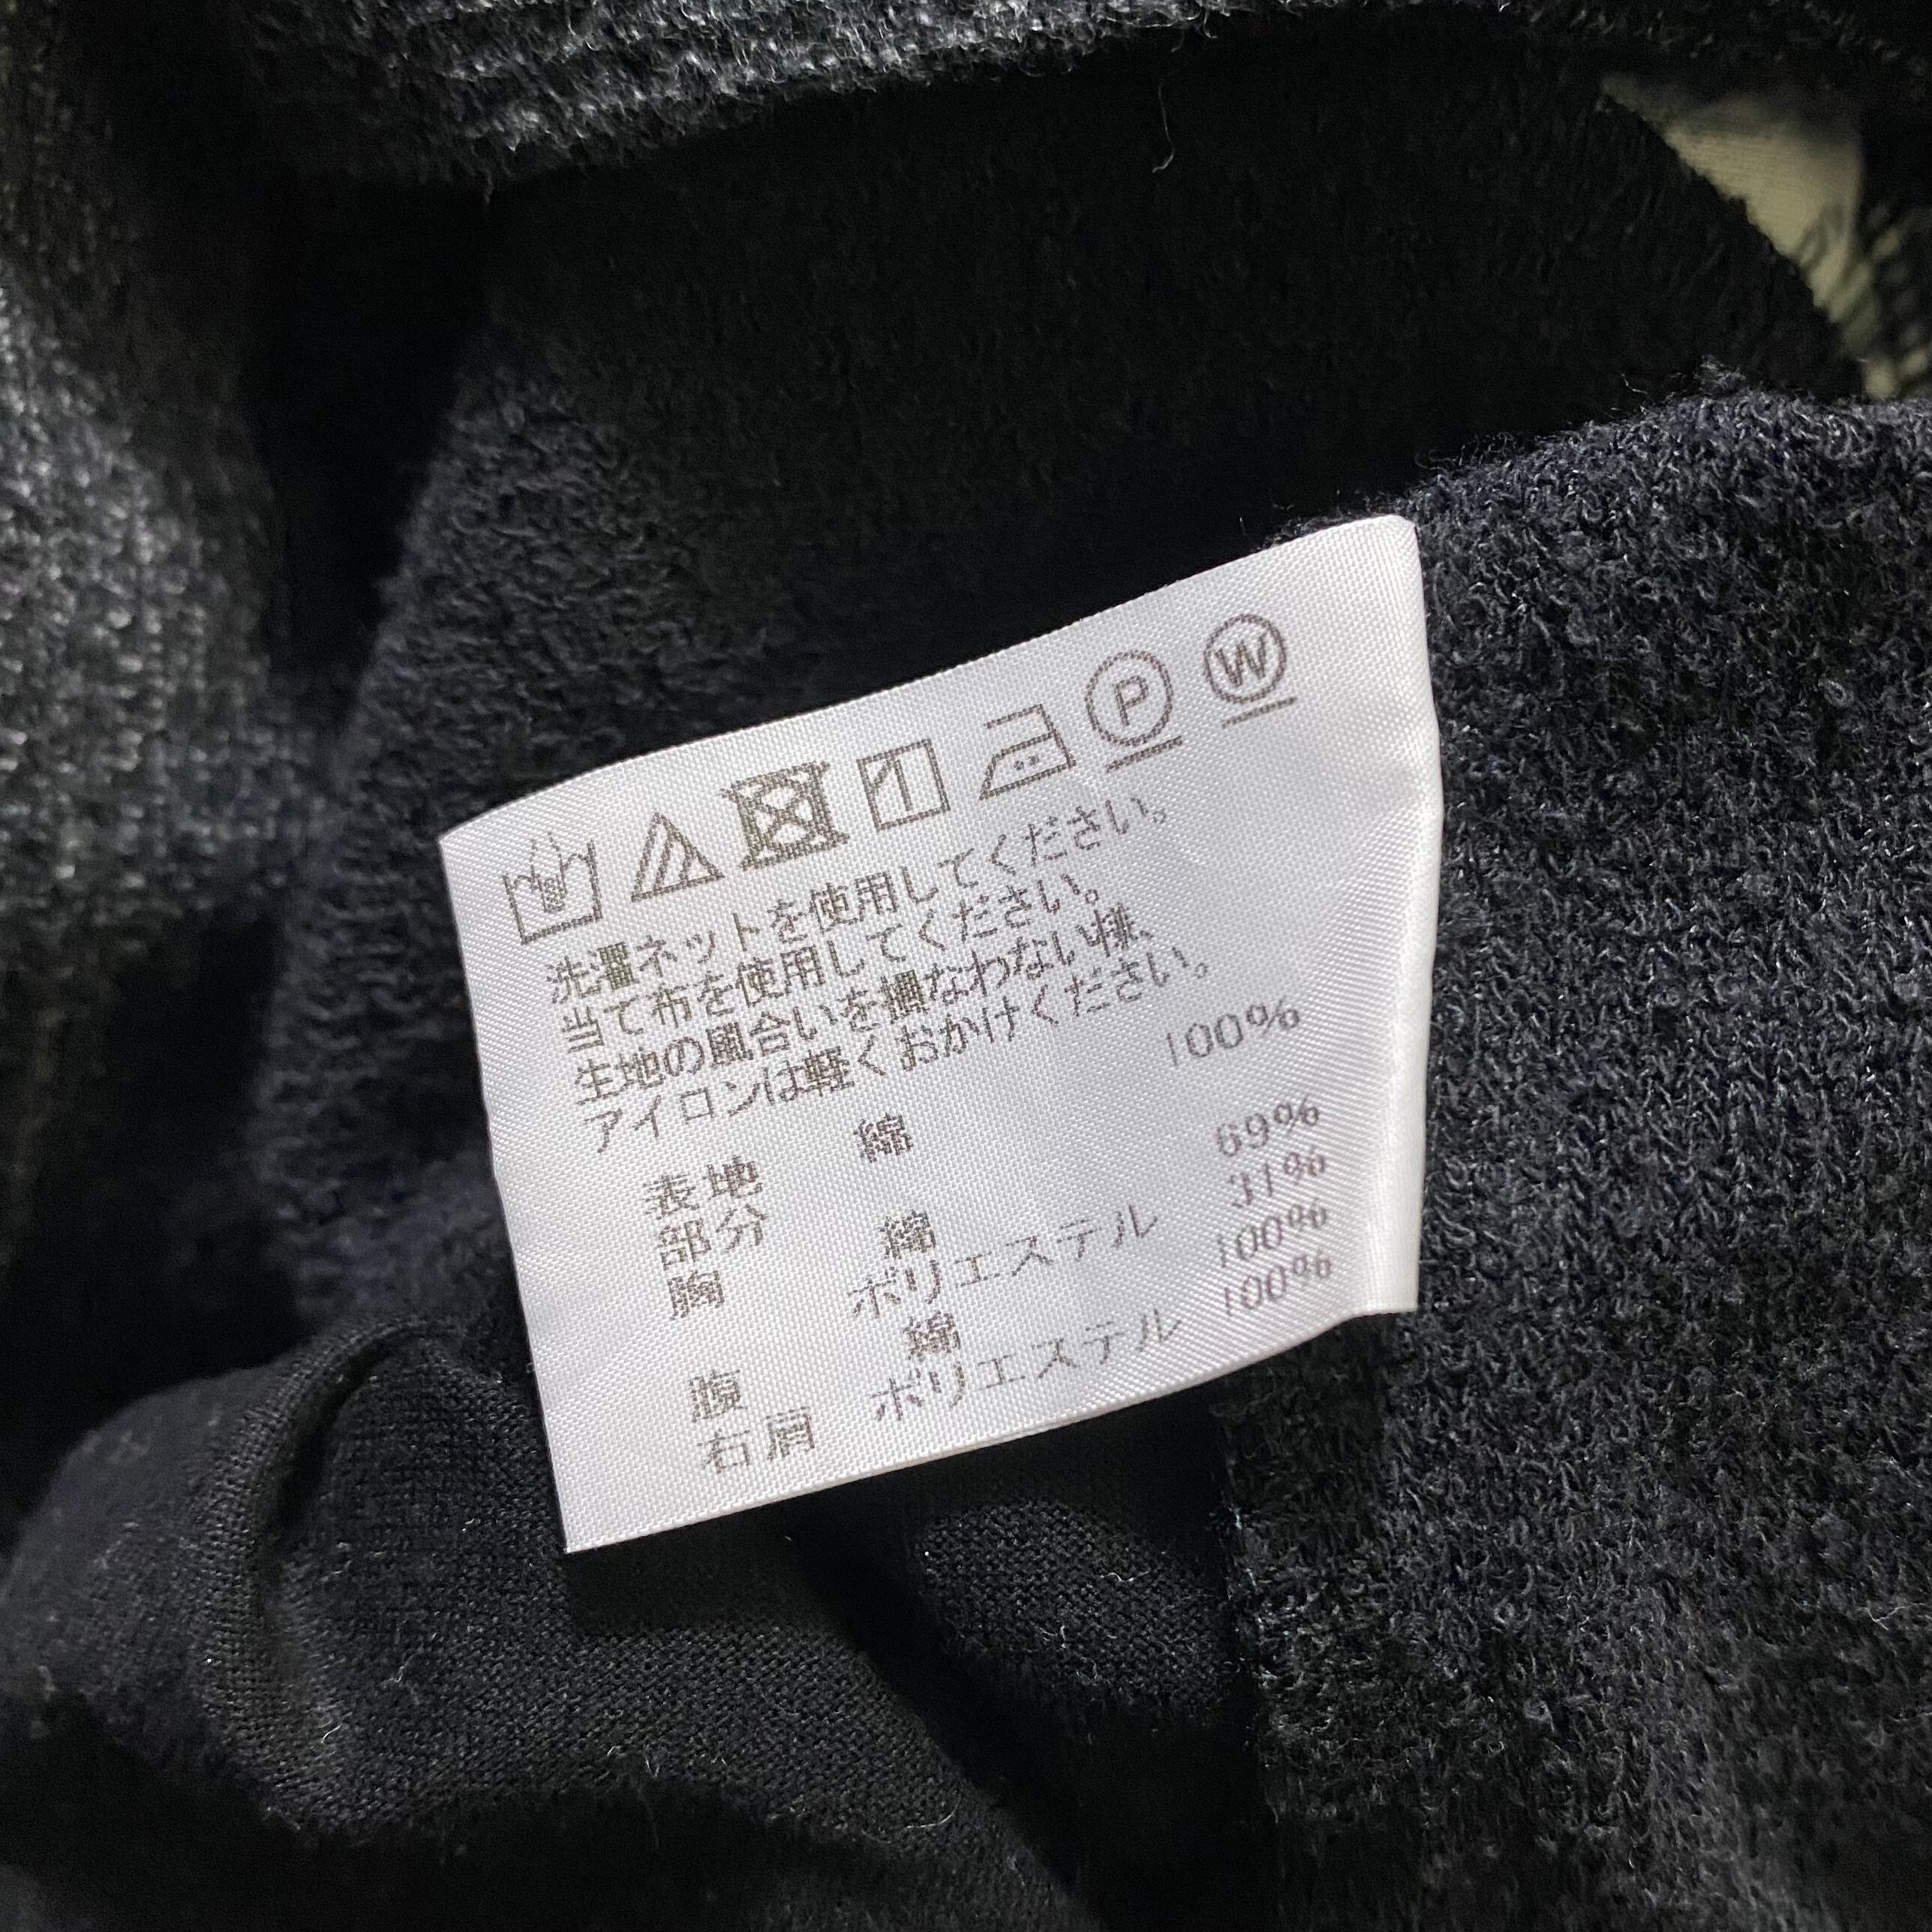 P W
洗濯ネットを使用してください。
当て布を使用してください。
生地の風合いを損なわない様、
アイロンは軽くおかけください。
表地 綿 100%
部分
胸 綿 69%
ポリエステル 31%
腹 綿 100%
右肩 ポリエステル 100%